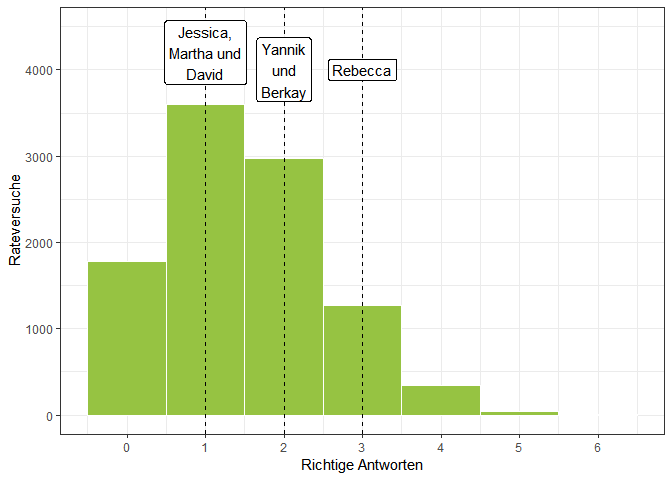 Jessica,
Martha und
David
Yannik
und
Berkay
Rebecca
4000
3000
2000
1000
0
Rateversuche
0 1 2 3 4 5 6
Richtige Antworten